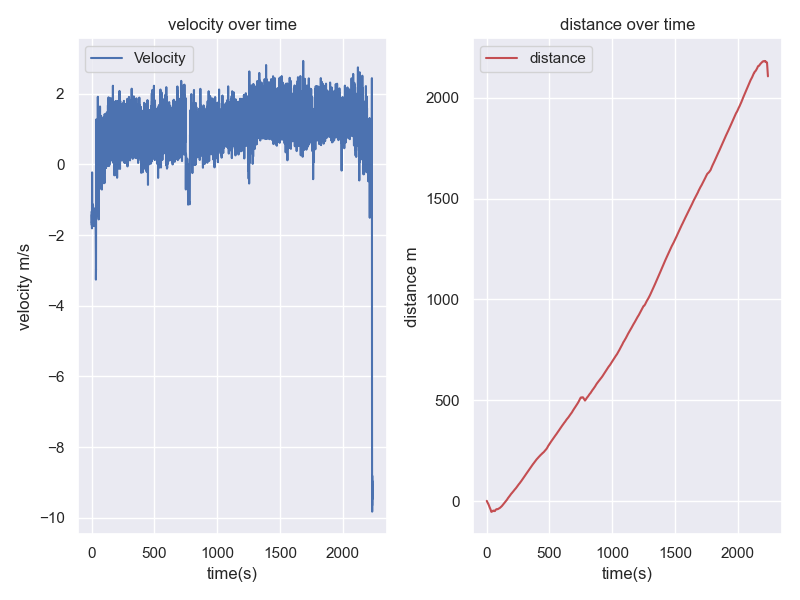 velocity over time
Velocity
2
0
−2
−4
−6
−8
−10
velocity m/s
0
500
1000
1500
2000
time(s)
distance over time
distance
2000
1500
1000
500
0
distance m
0
500
1000
1500
2000
time(s)